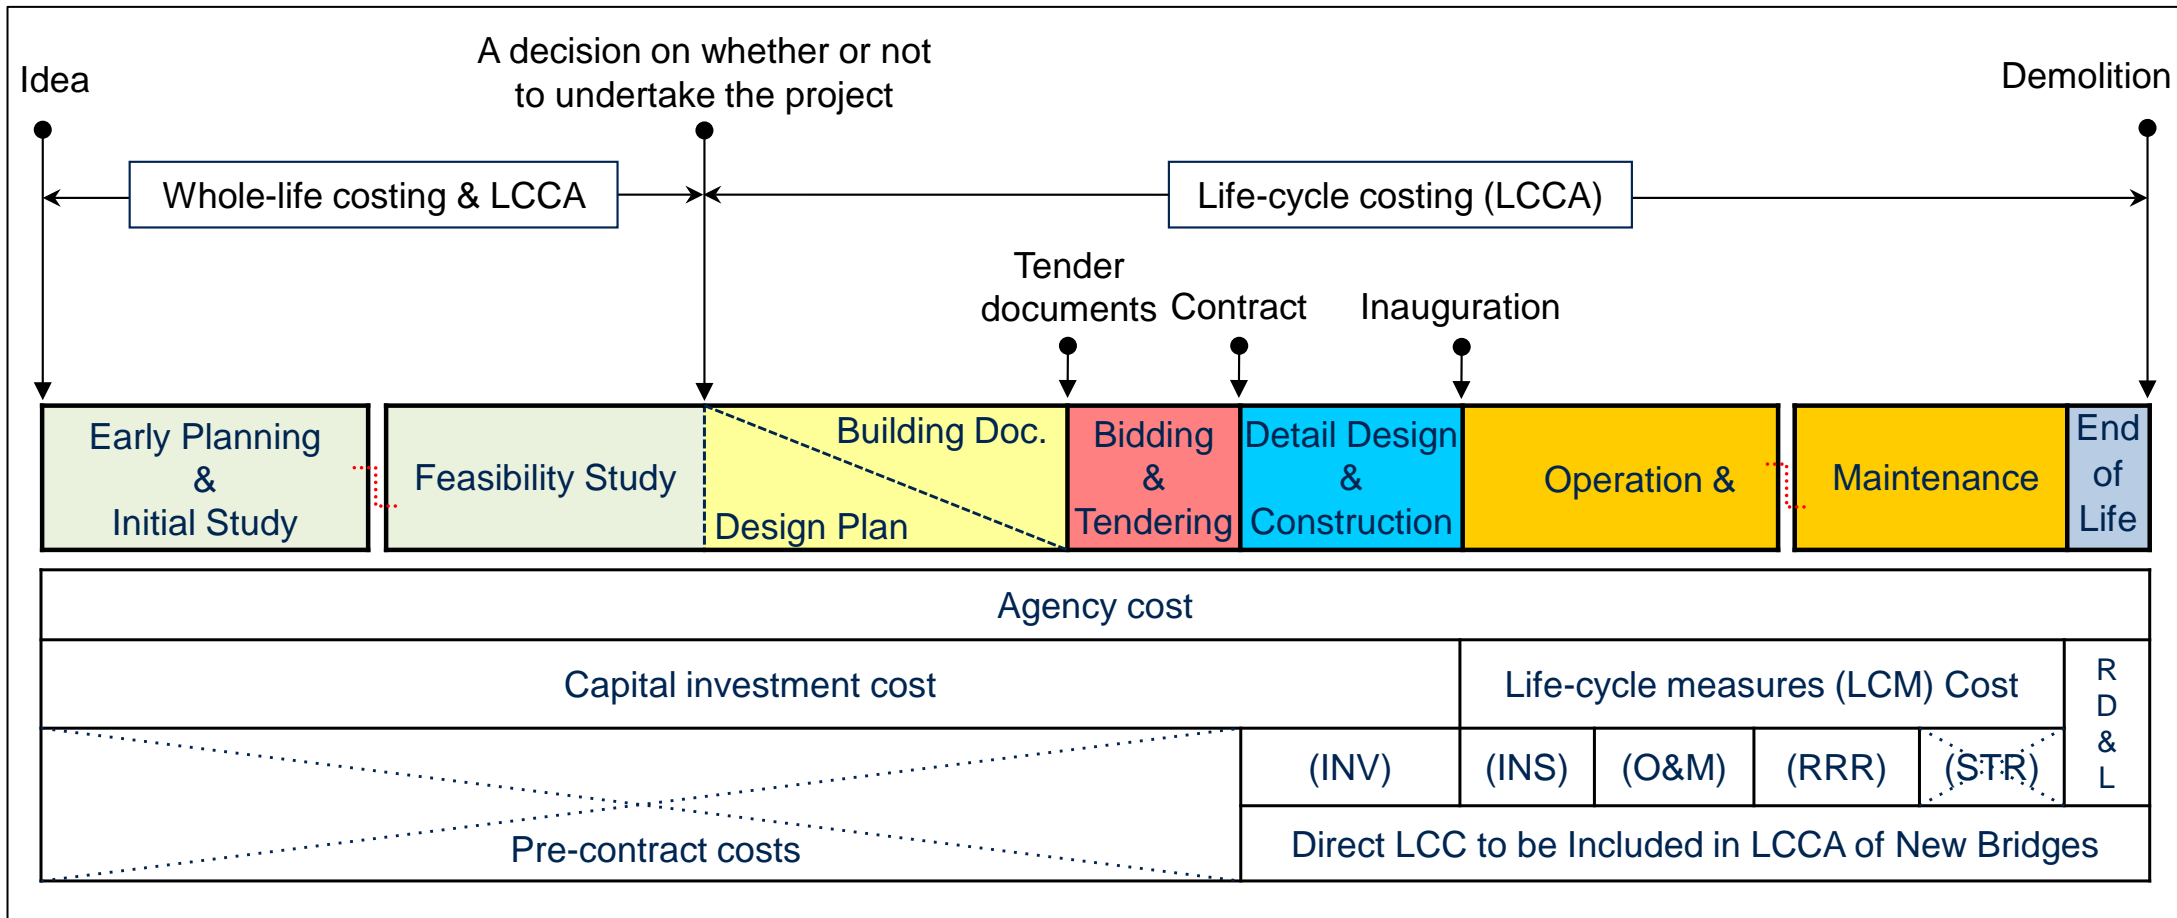 Idea
A decision on whether or not
to undertake the project
Demolition
Whole-life costing & LCCA
Life-cycle costing (LCCA)
Tender
documents
Contract
Inauguration
Early Planning
&
Initial Study
Feasibility Study
Building Doc.
Design Plan
Bidding
&
Tendering
Detail Design
&
Construction
Operation &
Maintenance
End
of
Life
Agency cost
Capital investment cost
Life-cycle measures (LCM) Cost
R
D
&
L
(INV)
(INS)
(O&M)
(RRR)
(STR)
Pre-contract costs
Direct LCC to be Included in LCCA of New Bridges